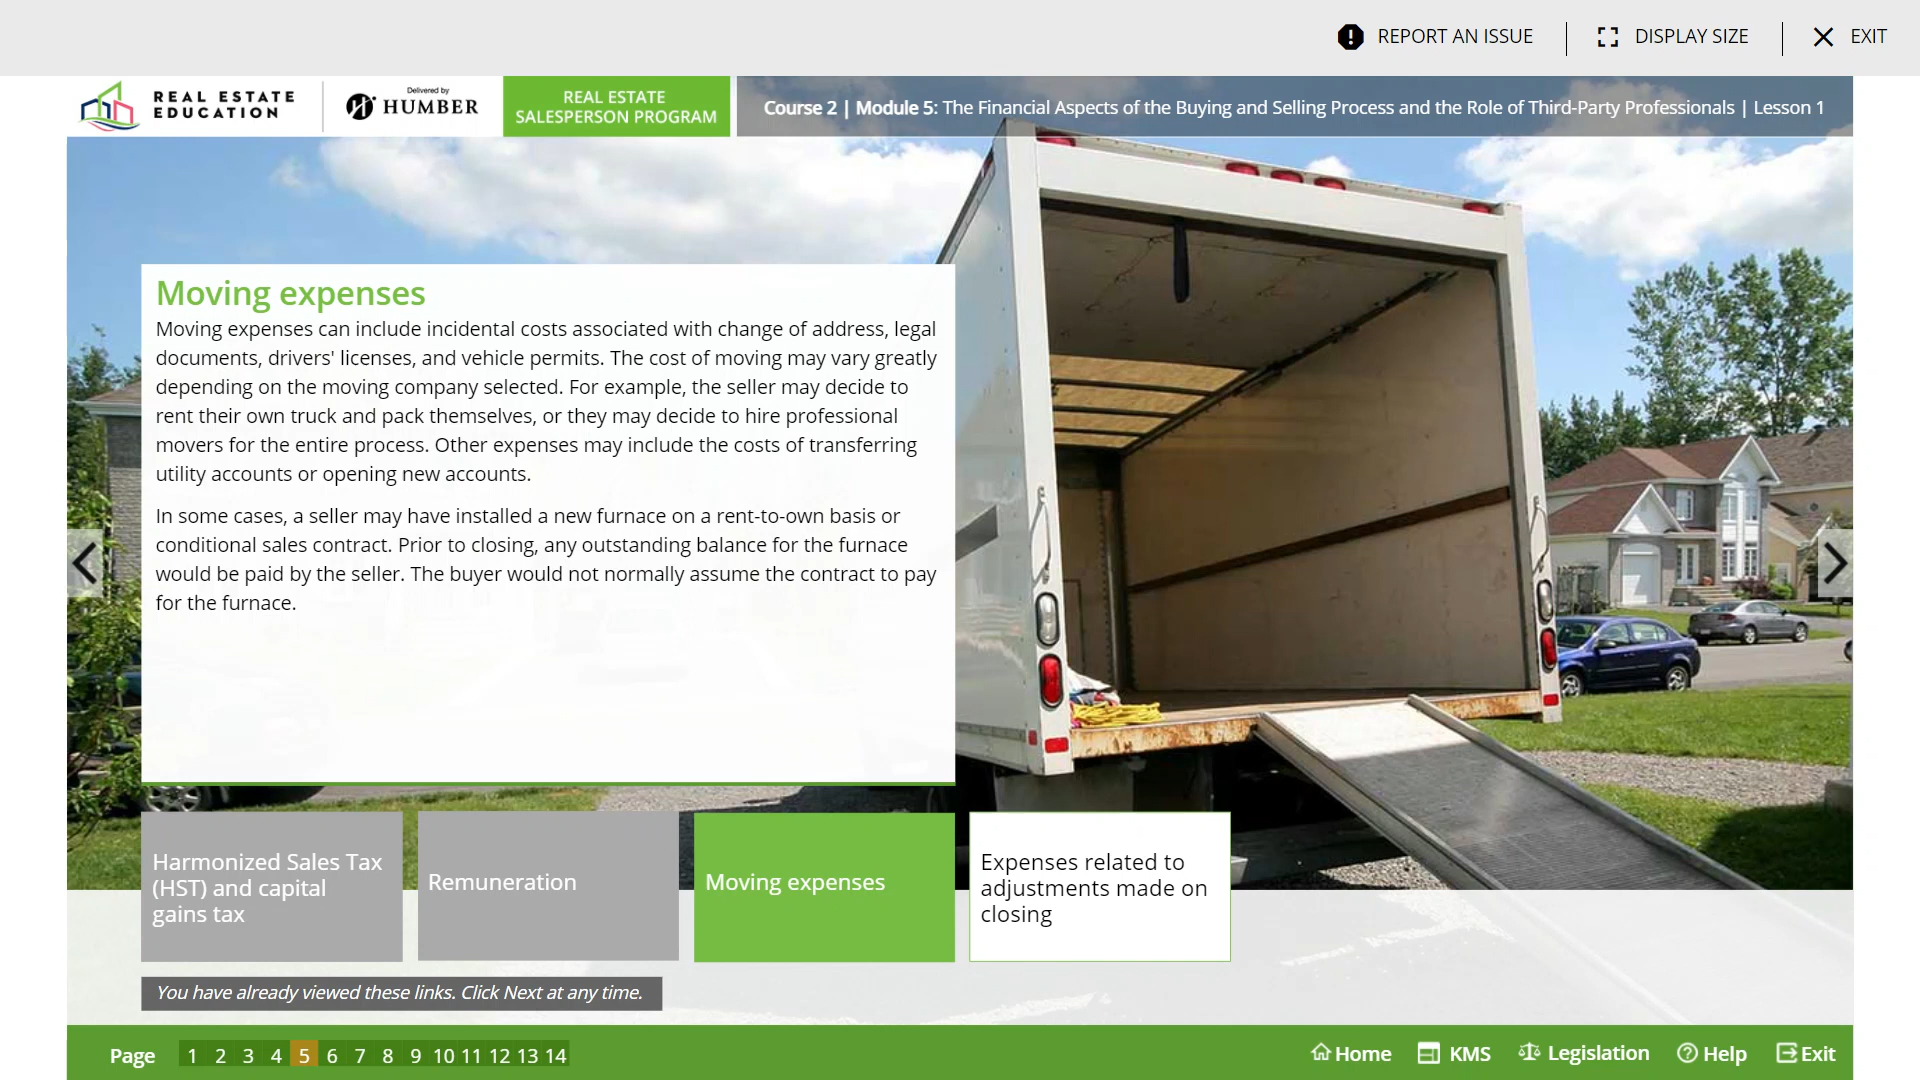 REPORT AN ISSUE
DISPLAY SIZE
EXIT
REAL ESTATE
EDUCATION
Delivered by
HUMBER
REAL ESTATE
SALESPERSON PROGRAM
Course 2 | Module 5: The Financial Aspects of the Buying and Selling Process and the Role of Third-Party Professionals | Lesson 1
Moving expenses
Moving expenses can include incidental costs associated with change of address, legal
documents, drivers' licenses, and vehicle permits. The cost of moving may vary greatly
depending on the moving company selected. For example, the seller may decide to
rent their own truck and pack themselves, or they may decide to hire professional
movers for the entire process. Other expenses may include the costs of transferring
utility accounts or opening new accounts.
In some cases, a seller may have installed a new furnace on a rent-to-own basis or
conditional sales contract. Prior to closing, any outstanding balance for the furnace
would be paid by the seller. The buyer would not normally assume the contract to pay
for the furnace.
Harmonized Sales Tax
(HST) and capital
gains tax
Remuneration
Moving expenses
Expenses related to
adjustments made on
closing
You have already viewed these links. Click Next at any time.
Page 1 2 3 4 5 6 7 8 9 10 11 12 13 14
Home KMS Legislation Help Exit